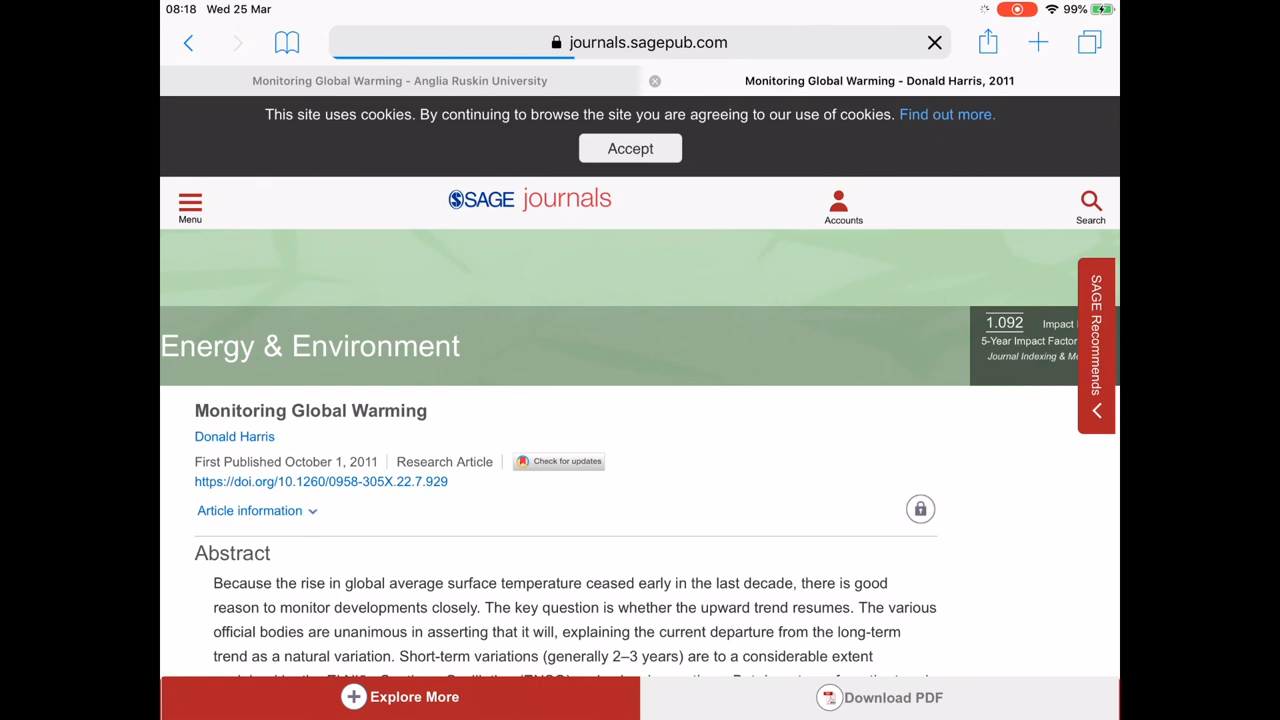 08:18 Wed 25 Mar 99%
journals.sagepub.com
Monitoring Global Warming - Anglia Ruskin University
Monitoring Global Warming - Donald Harris, 2011
This site uses cookies. By continuing to browse the site you are agreeing to our use of cookies. Find out more.
Accept
Menu
SAGE journals
Accounts
Search
Energy & Environment
1.092 Impact
5-Year Impact Factor
Journal Indexing &
SAGE Recommends
Monitoring Global Warming
Donald Harris
First Published October 1, 2011 Research Article Check for updates
https://doi.org/10.1260/0958-305X.22.7.929
Article information
Abstract
Because the rise in global average surface temperature ceased early in the last decade, there is good
reason to monitor developments closely. The key question is whether the upward trend resumes. The various
official bodies are unanimous in asserting that it will, explaining the current departure from the long-term
trend as a natural variation. Short-term variations (generally 2–3 years) are to a considerable extent
Explore More
Download PDF